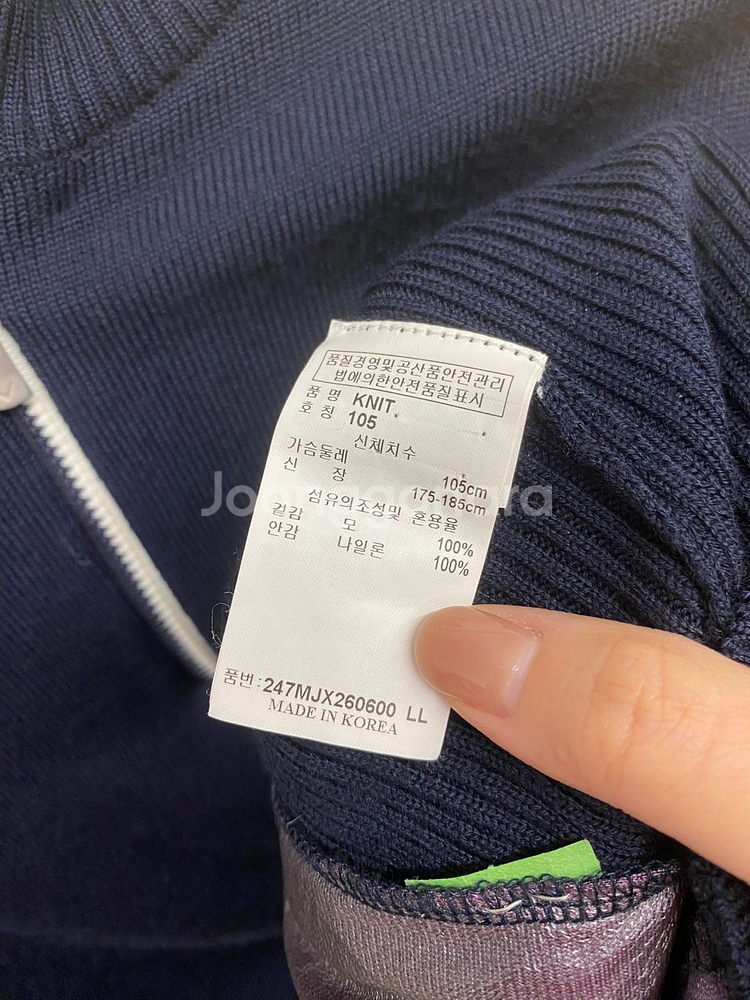 품질경영및공산품안전관리
법에의한안전품질표시
품 명 KNIT
호 칭 105
신체치수
가슴둘레 105cm
신 장 175-185cm
섬유의조성및 혼용율
겉감 모 100%
안감 나일론 100%
품번:247MJX260600 LL
MADE IN KOREA
Joonggonara